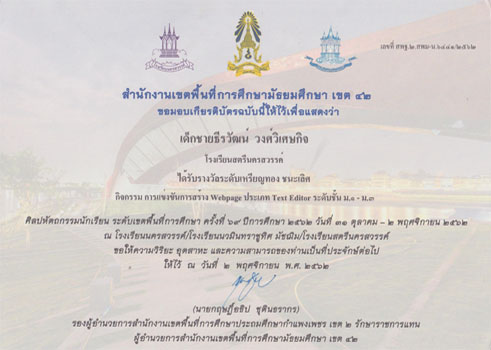 เลขที่ สพฐ.๒.สพม-น.๖๔๔๑/๒๕๖๒
สำนักงานเขตพื้นที่การศึกษามัธยมศึกษา เขต ๔๒
ขอมอบเกียรติบัตรฉบับนี้ให้ไว้เพื่อแสดงว่า
เด็กชายธีรวัฒน์ วงศ์วิเศษกิจ
โรงเรียนสตรีนครสวรรค์
ได้รับรางวัลระดับเหรียญทอง ชนะเลิศ
กิจกรรม การแข่งขันการสร้าง Webpage ประเภท Text Editor ระดับชั้น ม.๑ - ม.๓
ศิลปหัตถกรรมนักเรียน ระดับเขตพื้นที่การศึกษา ครั้งที่ ๖๙ ปีการศึกษา ๒๕๖๒ วันที่ ๓๑ ตุลาคม – ๒ พฤศจิกายน ๒๕๖๒
ณ โรงเรียนนครสวรรค์/โรงเรียนนวมินทราชูทิศ มัชฌิม/โรงเรียนสตรีนครสวรรค์
ขอให้ความวิริยะ อุตสาหะ และความสามารถของท่านเป็นที่ประจักษ์ต่อไป
ให้ไว้ ณ วันที่ ๒ พฤศจิกายน พ.ศ. ๒๕๖๒
(นายกฤษฏิ์อธิป ชุตินธรากร)
รองผู้อำนวยการสำนักงานเขตพื้นที่การศึกษาประถมศึกษากำแพงเพชร เขต ๒ รักษาราชการแทน
ผู้อำนวยการสำนักงานเขตพื้นที่การศึกษามัธยมศึกษา เขต ๔๒